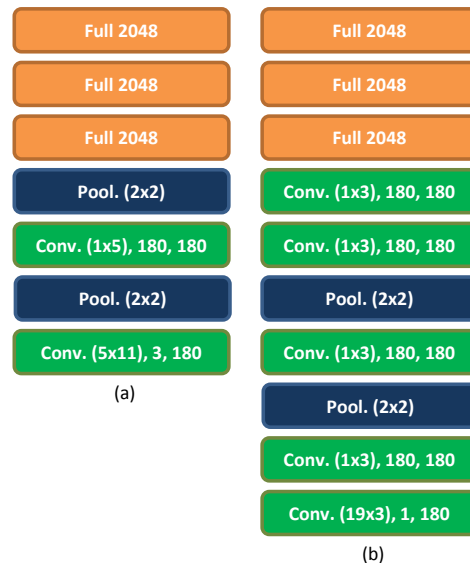 Full 2048
Full 2048
Full 2048
Pool. (2x2)
Conv. (1x5), 180, 180
Pool. (2x2)
Conv. (5x11), 3, 180
(a)
Full 2048
Full 2048
Full 2048
Conv. (1x3), 180, 180
Conv. (1x3), 180, 180
Pool. (2x2)
Conv. (1x3), 180, 180
Pool. (2x2)
Conv. (1x3), 180, 180
Conv. (19x3), 1, 180
(b)